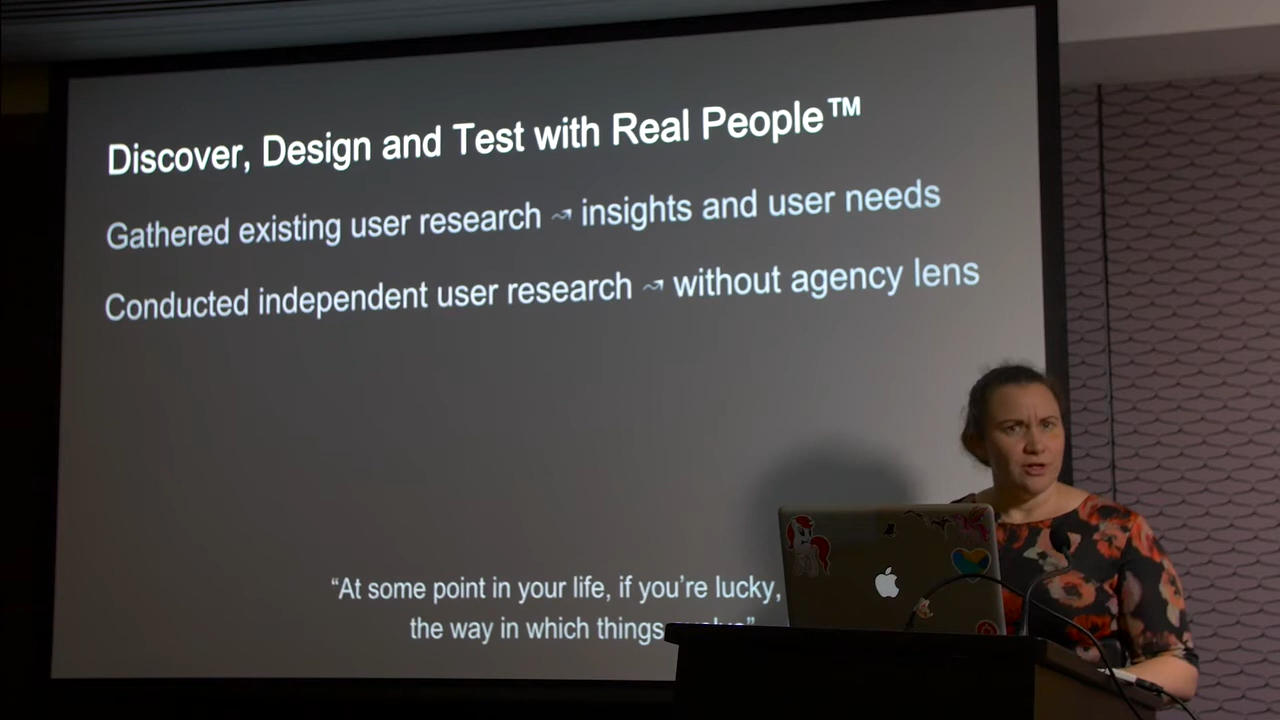 Discover, Design and Test with Real People™
Gathered existing user research ⤳ insights and user needs
Conducted independent user research ⤳ without agency lens
“At some point in your life, if you’re lucky,
the way in which things